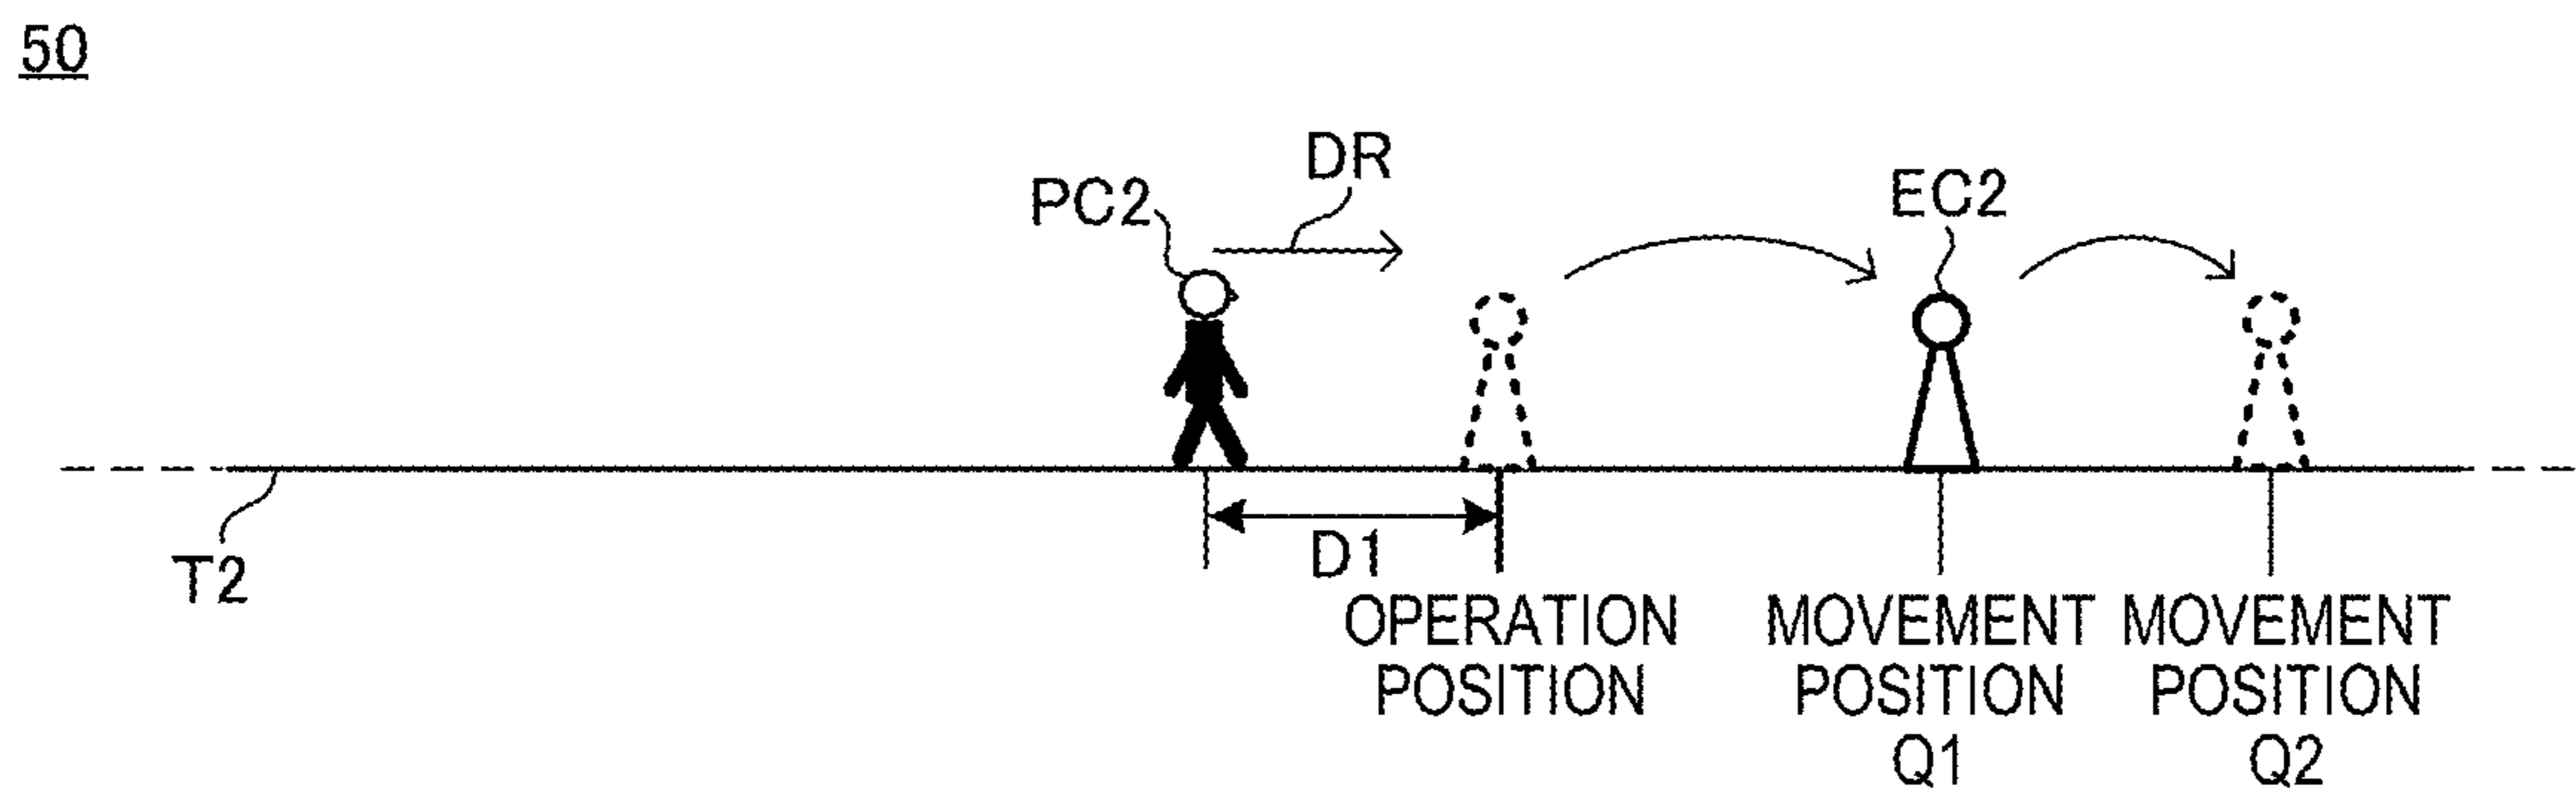 50
DR
PC2
EC2
D1
T2
OPERATION
POSITION
MOVEMENT
POSITION
Q1
MOVEMENT
POSITION
Q2